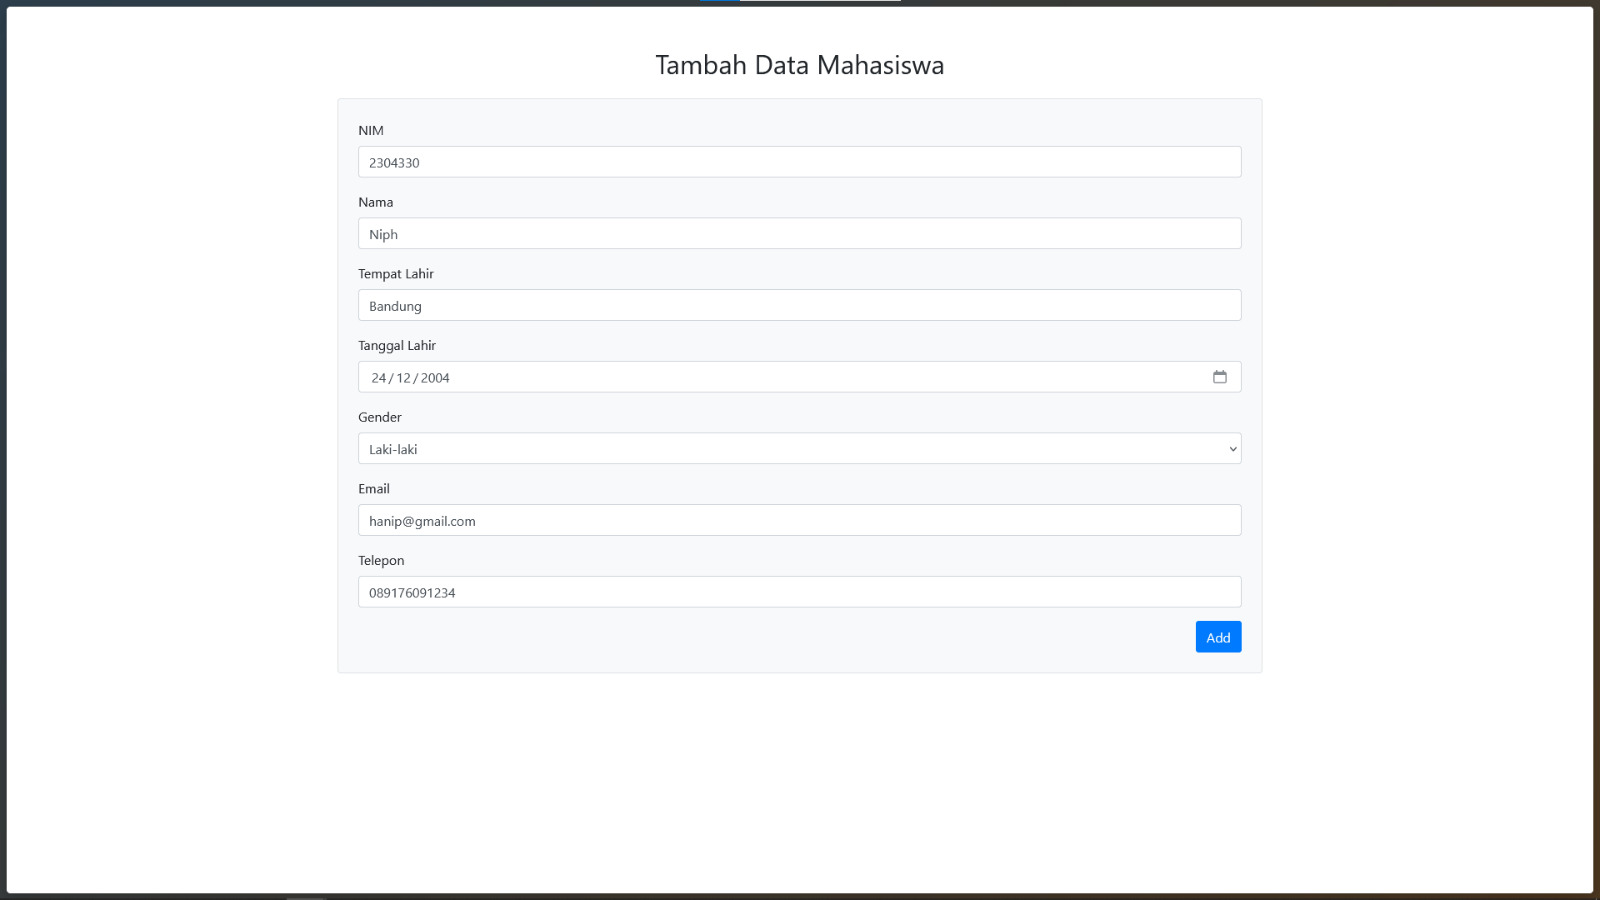 Tambah Data Mahasiswa
NIM
2304330
Nama
Niph
Tempat Lahir
Bandung
Tanggal Lahir
24/12/2004
Gender
Laki-laki
Email
hanip@gmail.com
Telepon
089176091234
Add